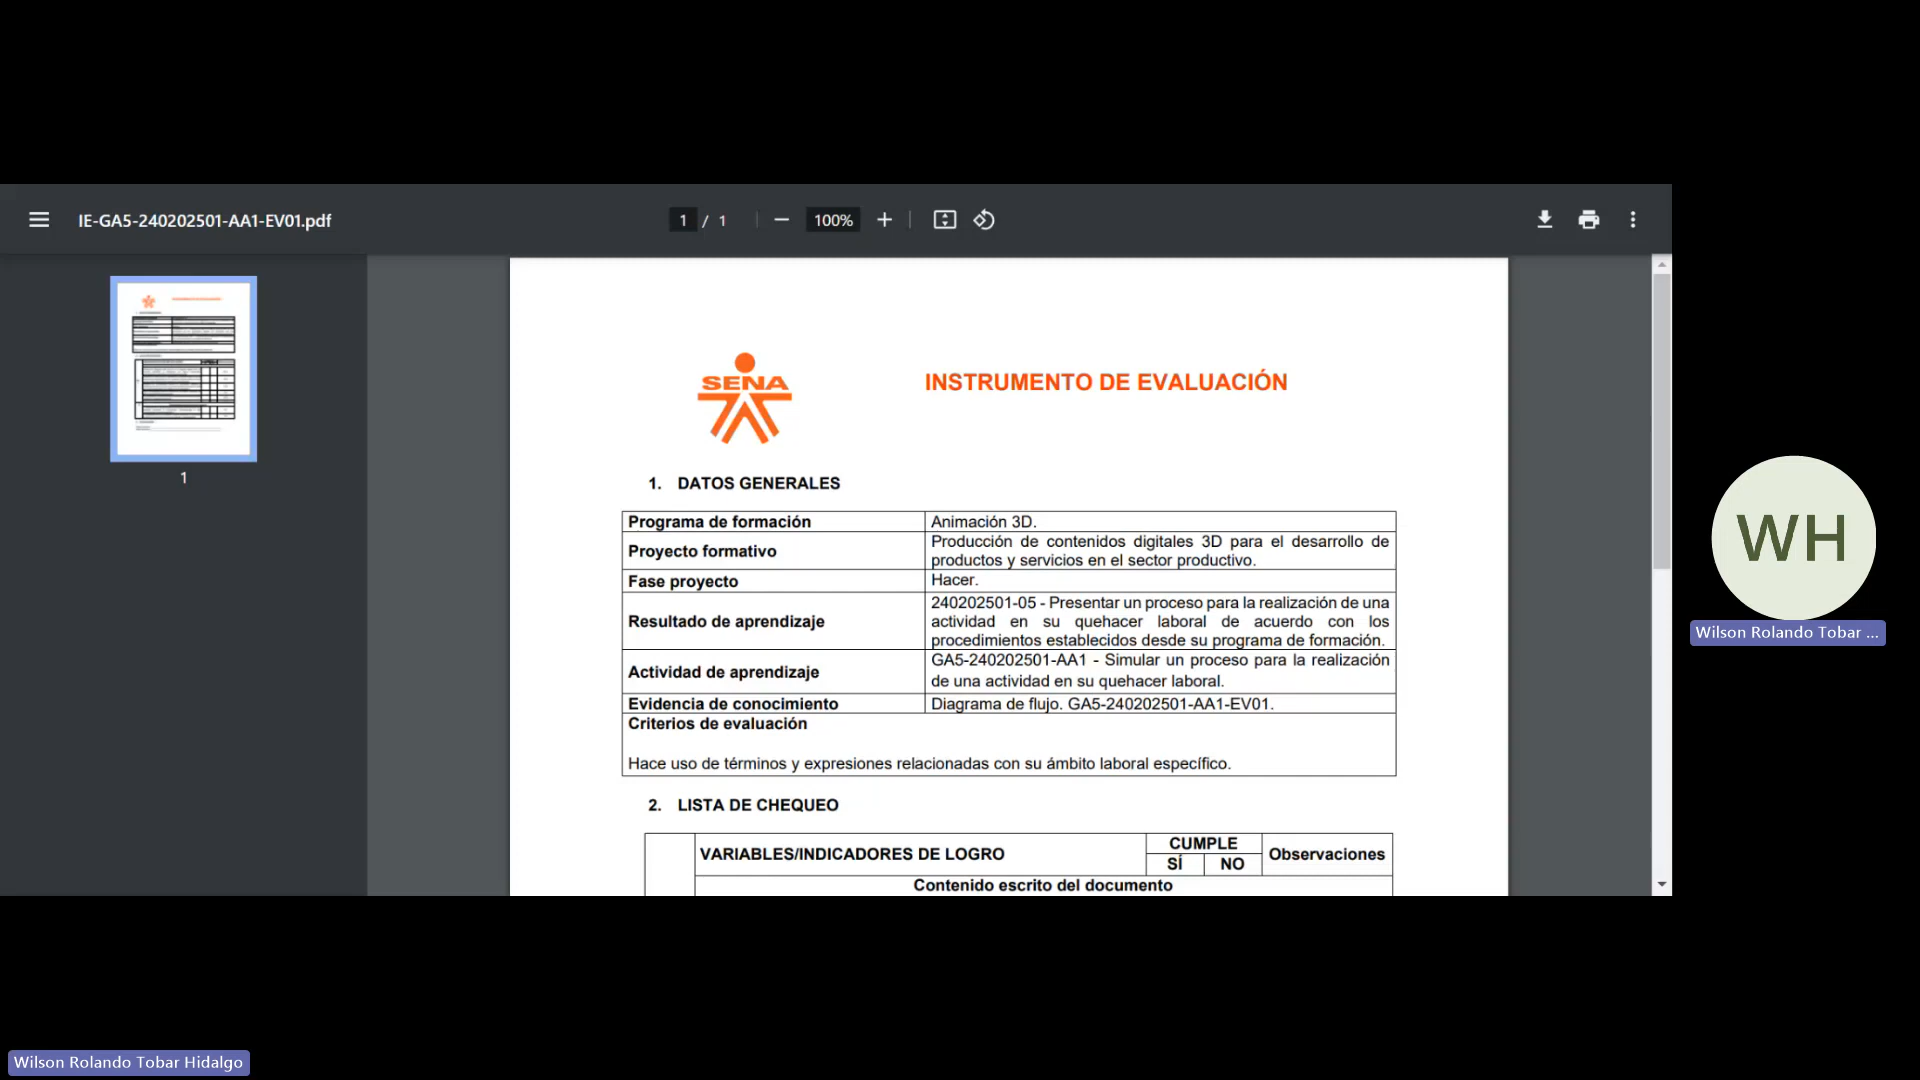 IE-GA5-240202501-AA1-EV01.pdf
1 / 1
100%
1
SENA
INSTRUMENTO DE EVALUACIÓN
1. DATOS GENERALES
Programa de formación
Animación 3D.
Proyecto formativo
Producción de contenidos digitales 3D para el desarrollo de
productos y servicios en el sector productivo.
Fase proyecto
Hacer.
Resultado de aprendizaje
240202501-05 - Presentar un proceso para la realización de una
actividad en su quehacer laboral de acuerdo con los
procedimientos establecidos desde su programa de formación.
Actividad de aprendizaje
GA5-240202501-AA1 - Simular un proceso para la realización
de una actividad en su quehacer laboral.
Evidencia de conocimiento
Diagrama de flujo. GA5-240202501-AA1-EV01.
Criterios de evaluación
Hace uso de términos y expresiones relacionadas con su ámbito laboral específico.
2. LISTA DE CHEQUEO
VARIABLES/INDICADORES DE LOGRO
CUMPLE
SÍ NO
Observaciones
Contenido escrito del documento
WH
Wilson Rolando Tobar ...
Wilson Rolando Tobar Hidalgo